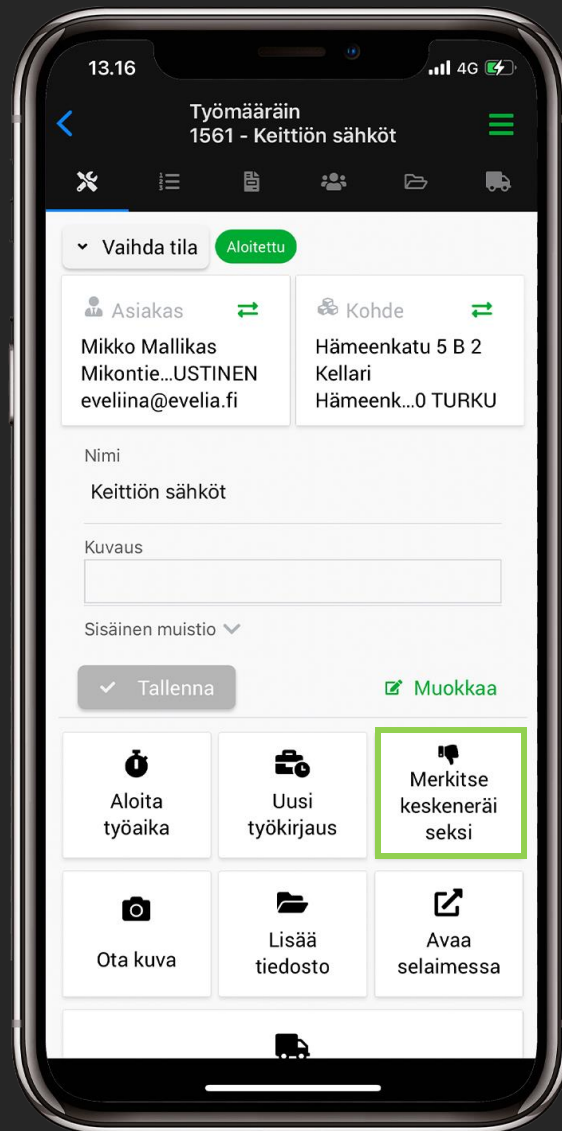 13.16
4G
Työmääräin
1561 - Keittiön sähköt
Vaihda tila
Aloitettu
Asiakas
Mikko Mallikas
Mikontie...USTINEN
eveliina@evelia.fi
Kohde
Hämeenkatu 5 B 2
Kellari
Hämeenk...0 TURKU
Nimi
Keittiön sähköt
Kuvaus
Sisäinen muistio
Tallenna
Muokkaa
Aloita
työaika
Uusi
työkirjaus
Merkitse
keskeneräi
seksi
Ota kuva
Lisää
tiedosto
Avaa
selaimessa